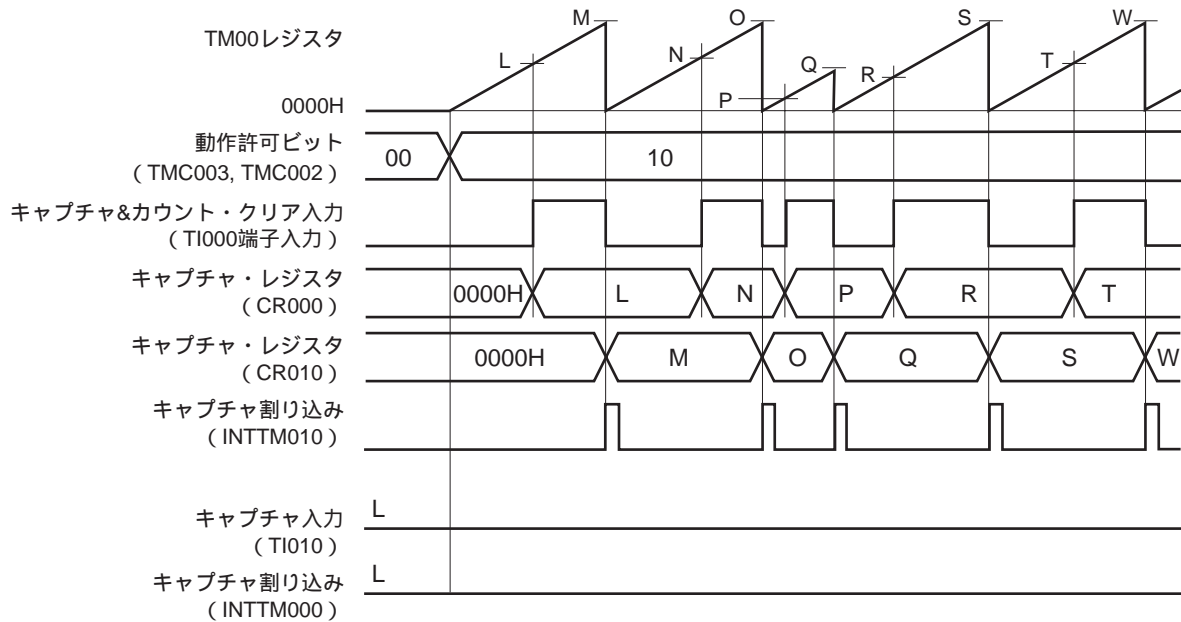 TM00レジスタ
L M N O P Q R S T W
0000H
動作許可ビット
（TMC003, TMC002）
00 10
キャプチャ&カウント・クリア入力
（TI000端子入力）
キャプチャ・レジスタ
（CR000）
0000H L N P R T
キャプチャ・レジスタ
（CR010）
0000H M O Q S W
キャプチャ割り込み
（INTTM010）
キャプチャ入力
（TI010）
L
キャプチャ割り込み
（INTTM000）
L